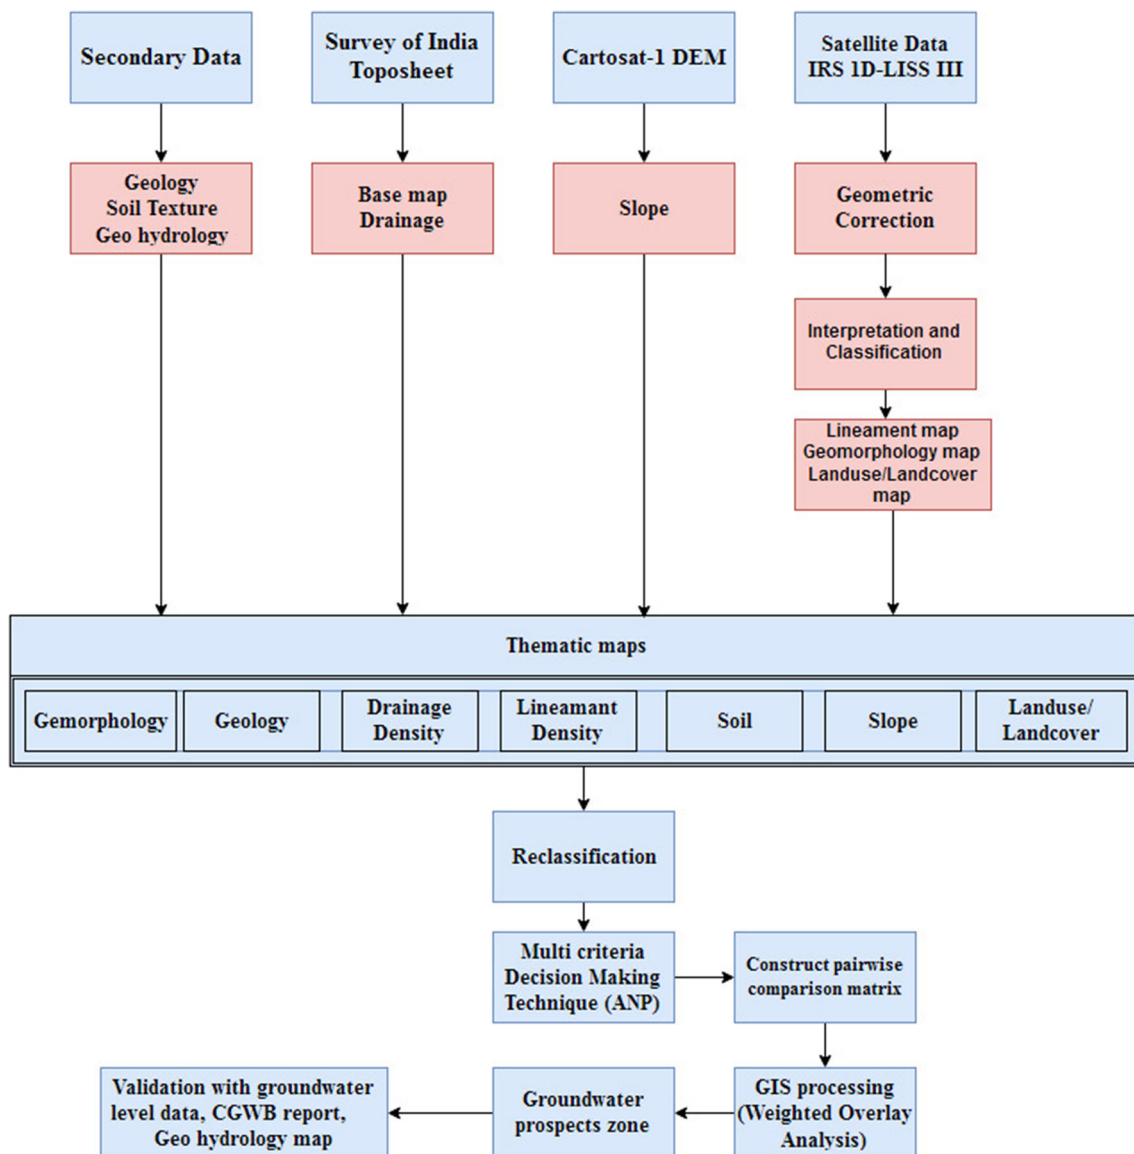 Secondary Data
Survey of India
Toposheet
Cartosat-1 DEM
Satellite Data
IRS 1D-LISS III
Geology
Soil Texture
Geo hydrology
Base map
Drainage
Slope
Geometric
Correction
Interpretation and
Classification
Lineament map
Geomorphology map
Landuse/Landcover
map
Thematic maps
Gemorphology
Geology
Drainage
Density
Lineamant
Density
Soil
Slope
Landuse/
Landcover
Reclassification
Multi criteria
Decision Making
Technique (ANP)
Construct pairwise
comparison matrix
GIS processing
(Weighted Overlay
Analysis)
Groundwater
prospects zone
Validation with groundwater
level data, CGWB report,
Geo hydrology map